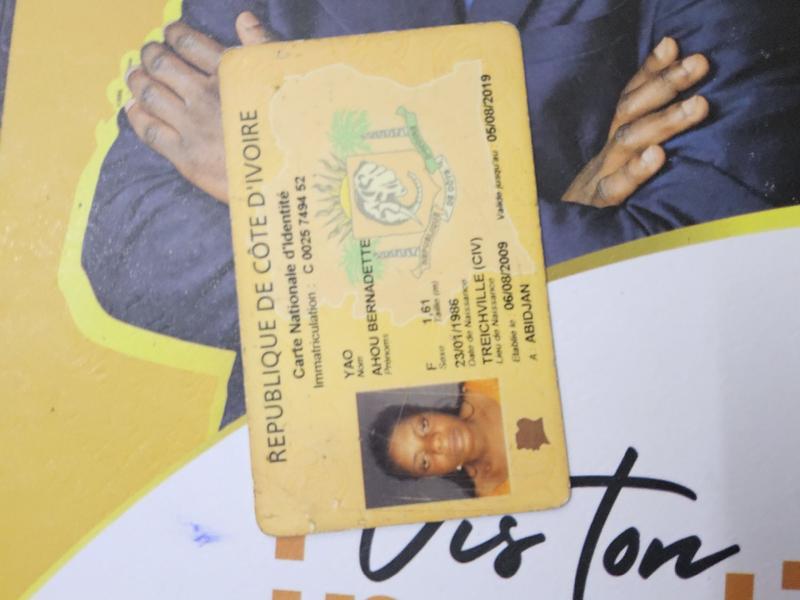 REPUBLIQUE DE CÔTE D'IVOIRE
Carte Nationale d'Identité
Immatriculation : C 0025 7494 52
YAO
Nom
AHOU BERNADETTE
Prénoms
F 1,61
Sexe Taille (m)
23/01/1986
Date de Naissance
TREICHVILLE (CIV)
Lieu de Naissance
Etablie le 06/08/2009 Valide jusqu'au 05/08/2019
A : ABIDJAN
Vis Ton